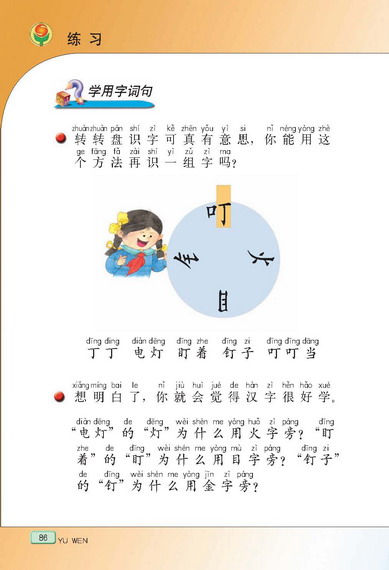 练习
学用字词句
zhuàn zhuàn pán shí zì kě zhēn yǒu yì si nǐ néng yòng zhè
转转盘识字可真有意思，你能用这
ge fāng fǎ zài shí yì zǔ zì ma
个方法再识一组字吗？
叮
钅 火
目
dīng dīng diàn dēng dīng zhe dīng zi dīng dīng dāng
丁丁 电灯 盯着 钉子 叮叮当
xiǎng míng bai le nǐ jiù huì jué de hàn zì hěn hǎo xué
想明白了，你就会觉得汉字很好学。
diàn dēng de dēng wèi shén me yòng huǒ zì páng dīng
“电灯”的“灯”为什么用火字旁？“盯
zhe de dīng wèi shén me yòng mù zì páng dīng zi
着”的“盯”为什么用目字旁？“钉子”
de dīng wèi shén me yòng jīn zì páng
的“钉”为什么用金字旁？
86 YU WEN